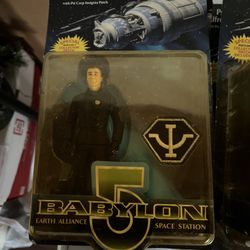 with Psi Corp Insignia Patch
BABYLON
5
EARTH ALLIANCE SPACE STATION